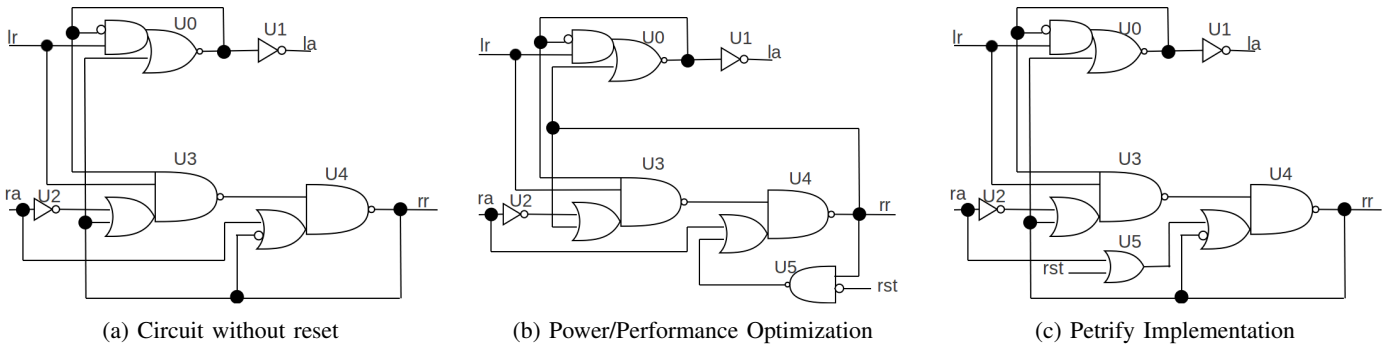 lr
U0
U1
la
U3
U4
ra
U2
rr
(a) Circuit without reset
lr
U0
U1
la
U3
U4
ra
U2
rr
U5
rst
(b) Power/Performance Optimization
lr
U0
U1
la
U3
U4
ra
U2
rr
U5
rst
(c) Petrify Implementation